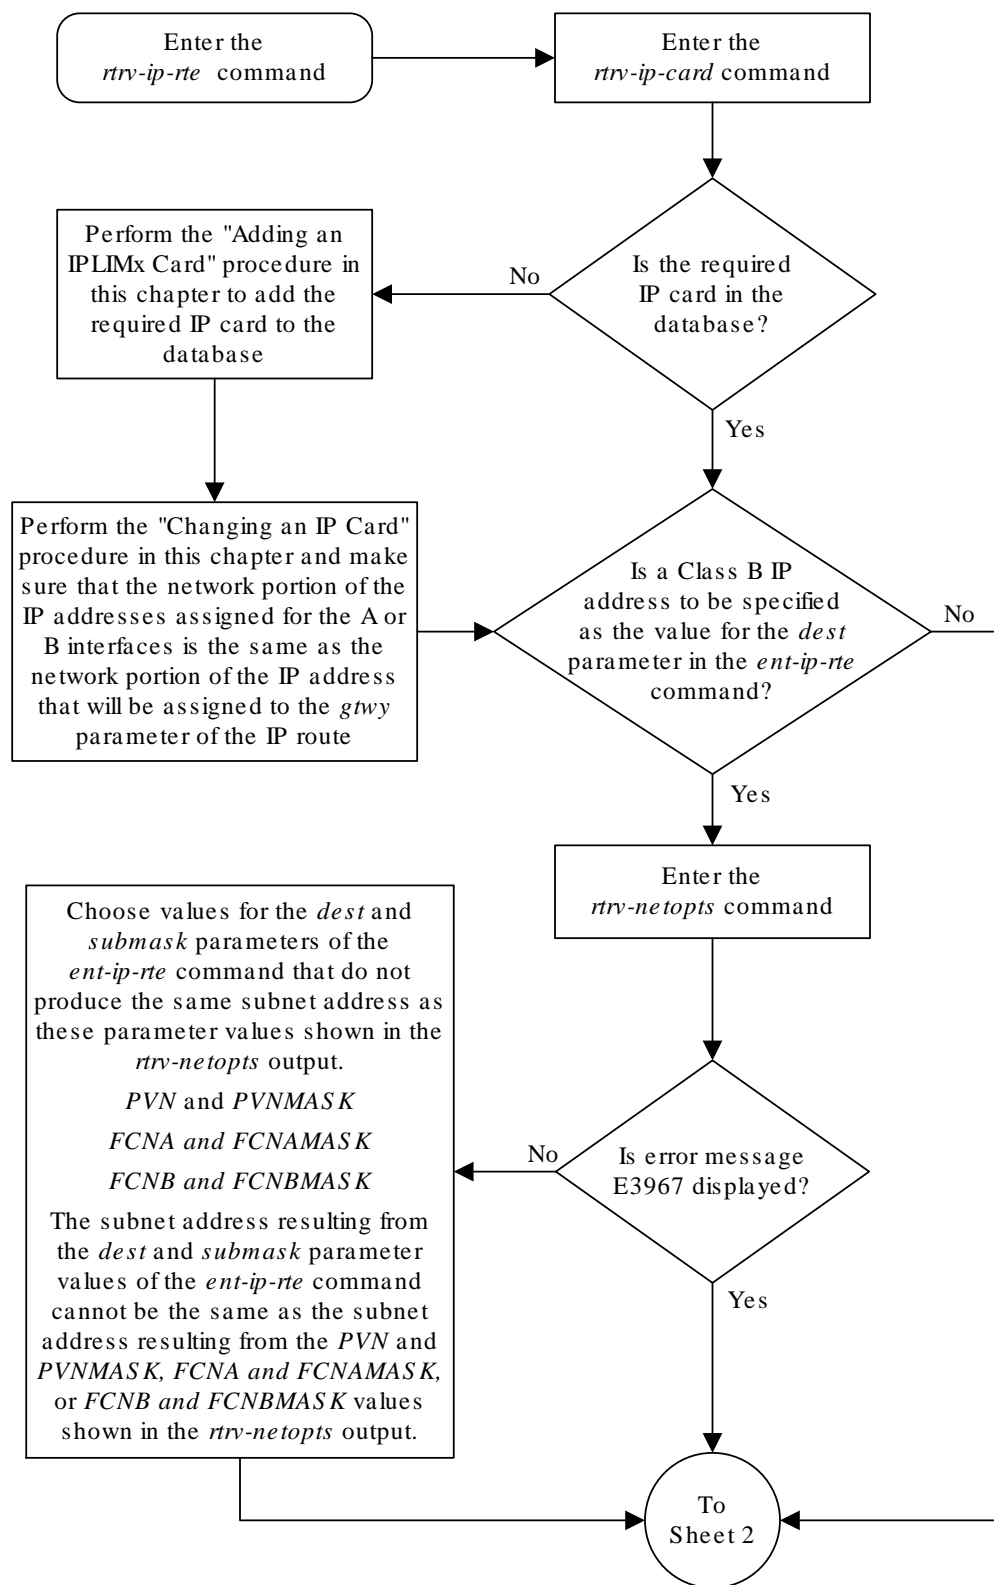 Enter the
rtrv-ip-rte command
Enter the
rtrv-ip-card command
Is the required
IP card in the
database?
No
Yes
Perform the "Adding an
IPLIMx Card" procedure in
this chapter to add the
required IP card to the
database
Perform the "Changing an IP Card"
procedure in this chapter and make
sure that the network portion of the
IP addresses assigned for the A or
B interfaces is the same as the
network portion of the IP address
that will be assigned to the gtwy
parameter of the IP route
Is a Class B IP
address to be specified
as the value for the dest
parameter in the ent-ip-rte
command?
No
Yes
Enter the
rtrv-netopts command
Is error message
E3967 displayed?
No
Yes
Choose values for the dest and
submask parameters of the
ent-ip-rte command that do not
produce the same subnet address as
these parameter values shown in the
rtrv-netopts output.
PVN and PVNMASK
FCNA and FCNAMASK
FCNB and FCNBMASK
The subnet address resulting from
the dest and submask parameter
values of the ent-ip-rte command
cannot be the same as the subnet
address resulting from the PVN and
PVNMASK, FCNA and FCNAMASK,
or FCNB and FCNBMASK values
shown in the rtrv-netopts output.
To
Sheet 2